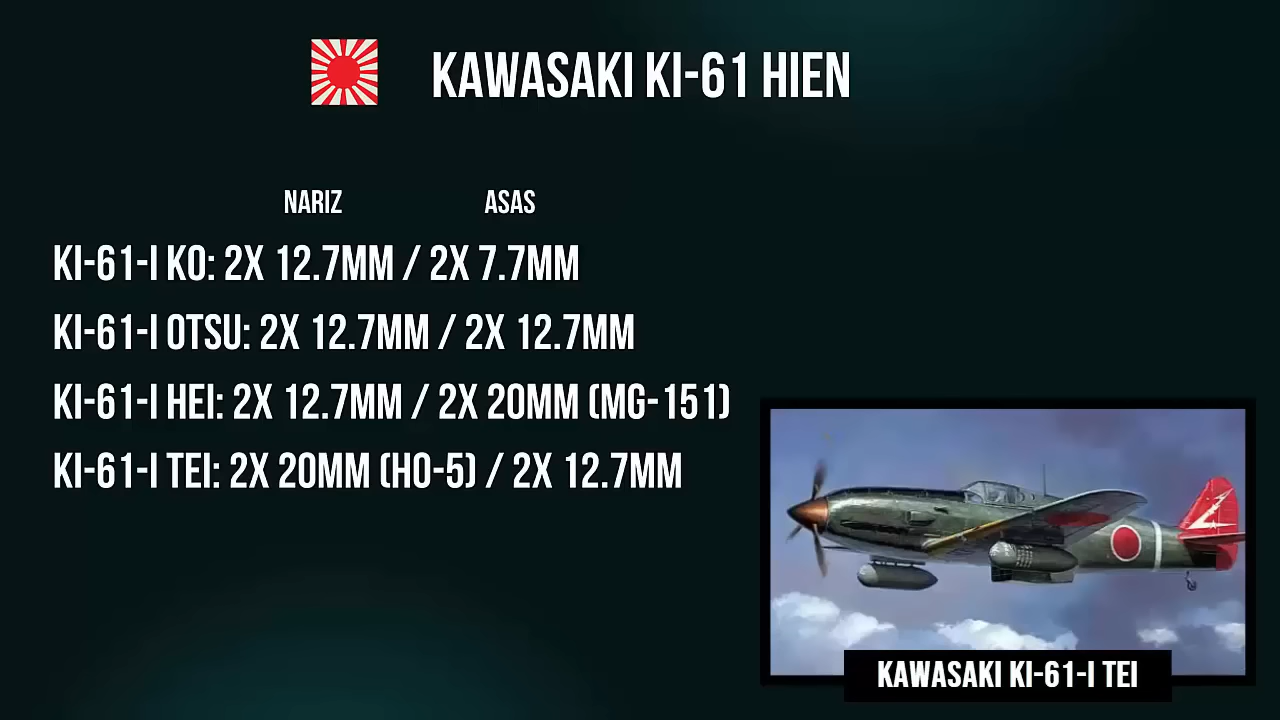 KAWASAKI KI-61 HIEN
NARIZ ASAS
KI-61-I KO: 2X 12.7MM / 2X 7.7MM
KI-61-I OTSU: 2X 12.7MM / 2X 12.7MM
KI-61-I HEI: 2X 12.7MM / 2X 20MM (MG-151)
KI-61-I TEI: 2X 20MM (HO-5) / 2X 12.7MM
KAWASAKI KI-61-I TEI